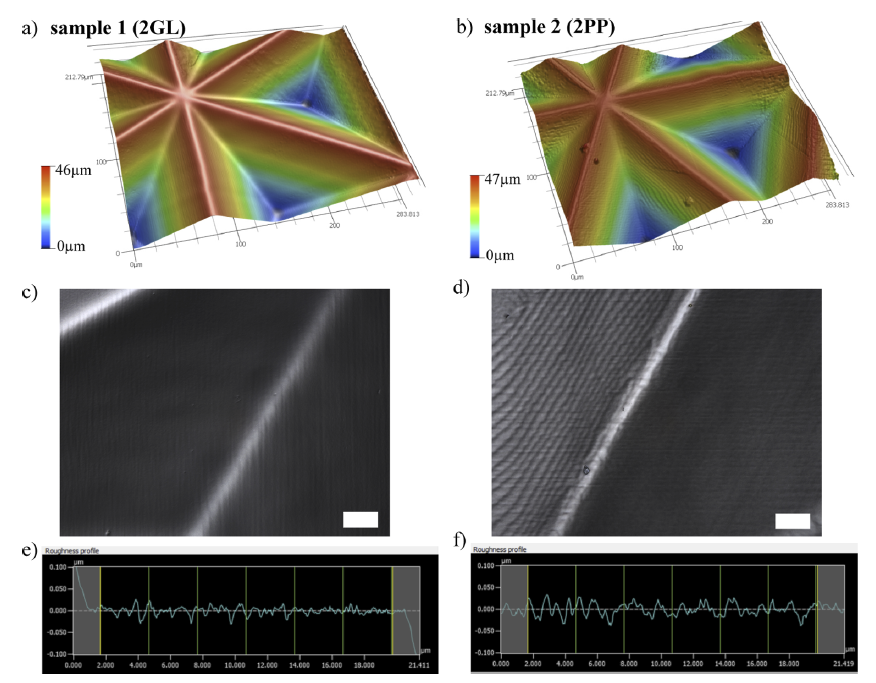 a) sample 1 (2GL)
b) sample 2 (2PP)
212.79µm
100
0
0µm
100
200
283.813
46µm
0µm
212.79µm
100
0
0µm
100
200
283.813
47µm
0µm
c)
d)
e)
Roughness profile
µm
0.100
0.050
0.000
-0.050
-0.100
0.000 2.000 4.000 6.000 8.000 10.000 12.000 14.000 16.000 18.000 21.411
µm
f)
Roughness profile
µm
0.100
0.050
0.000
-0.050
-0.100
0.000 2.000 4.000 6.000 8.000 10.000 12.000 14.000 16.000 18.000 21.419
µm